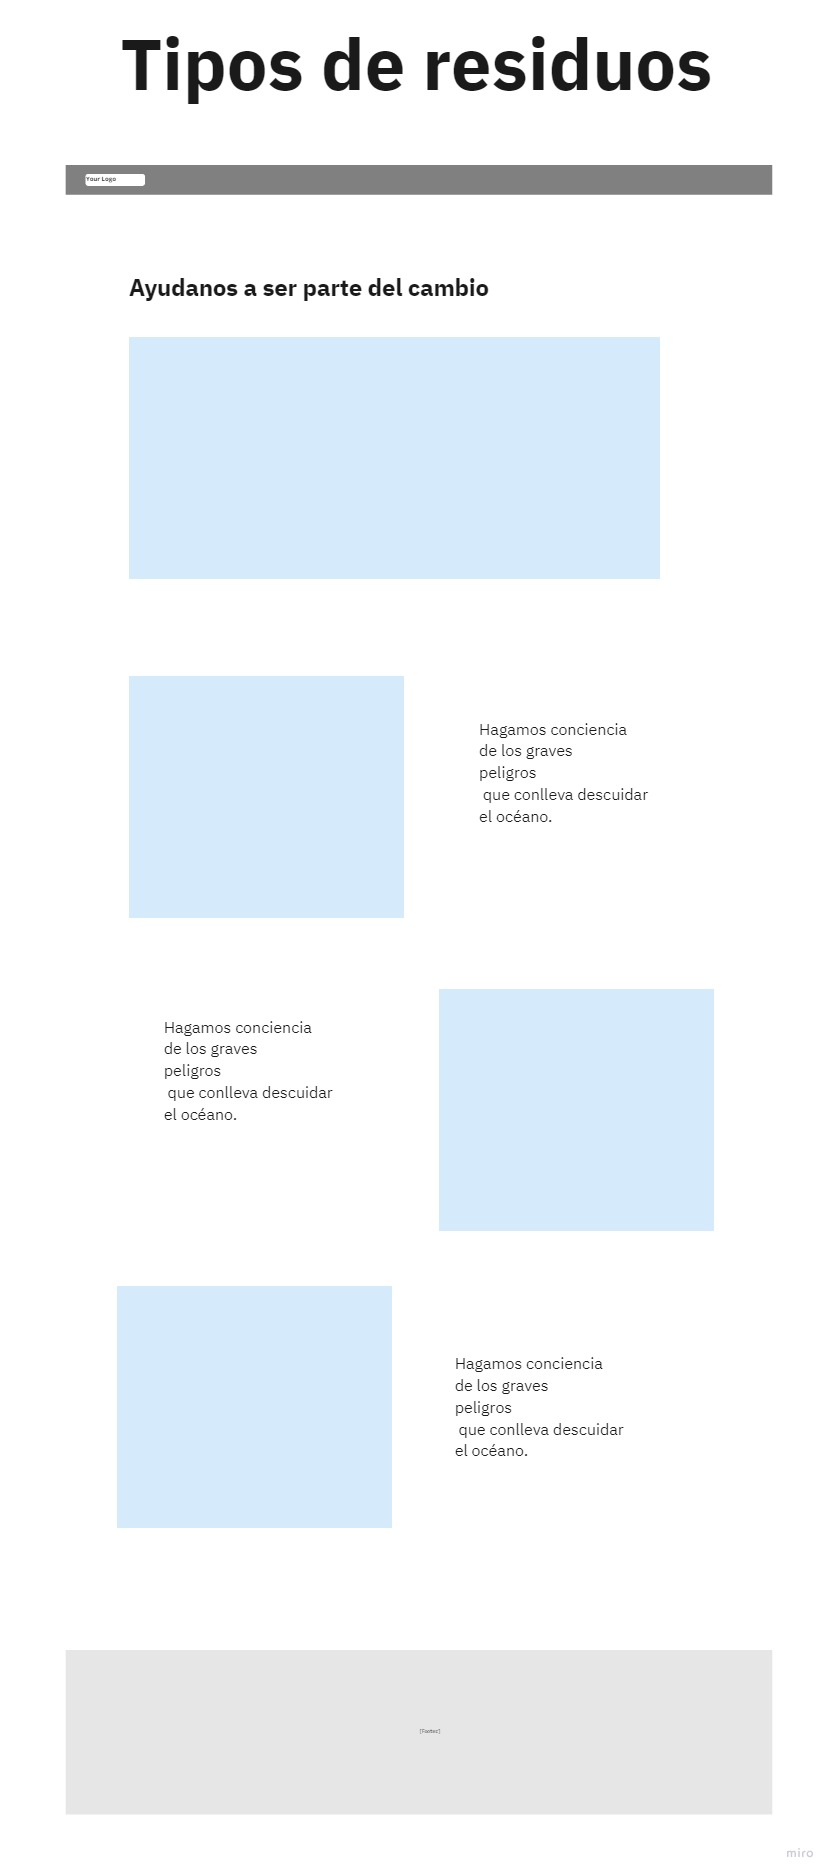 Tipos de residuos
Your Logo
Ayudanos a ser parte del cambio
Hagamos conciencia
de los graves
peligros
que conlleva descuidar
el océano.
Hagamos conciencia
de los graves
peligros
que conlleva descuidar
el océano.
Hagamos conciencia
de los graves
peligros
que conlleva descuidar
el océano.
[Footer]
miro